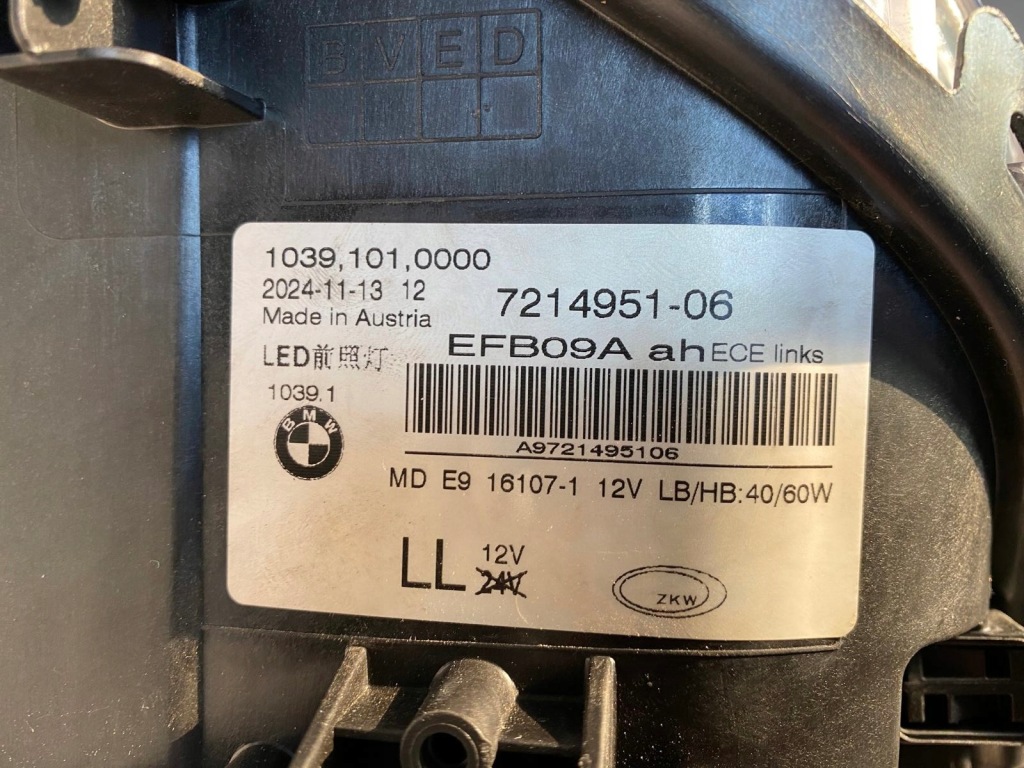 BVED
1039,101,0000
2024-11-13 12
7214951-06
Made in Austria
EFB09A ah ECE links
LED前照灯
1039.1
BMW
A9721495106
MD E9 16107-1 12V LB/HB:40/60W
LL 12V
24V
ZKW